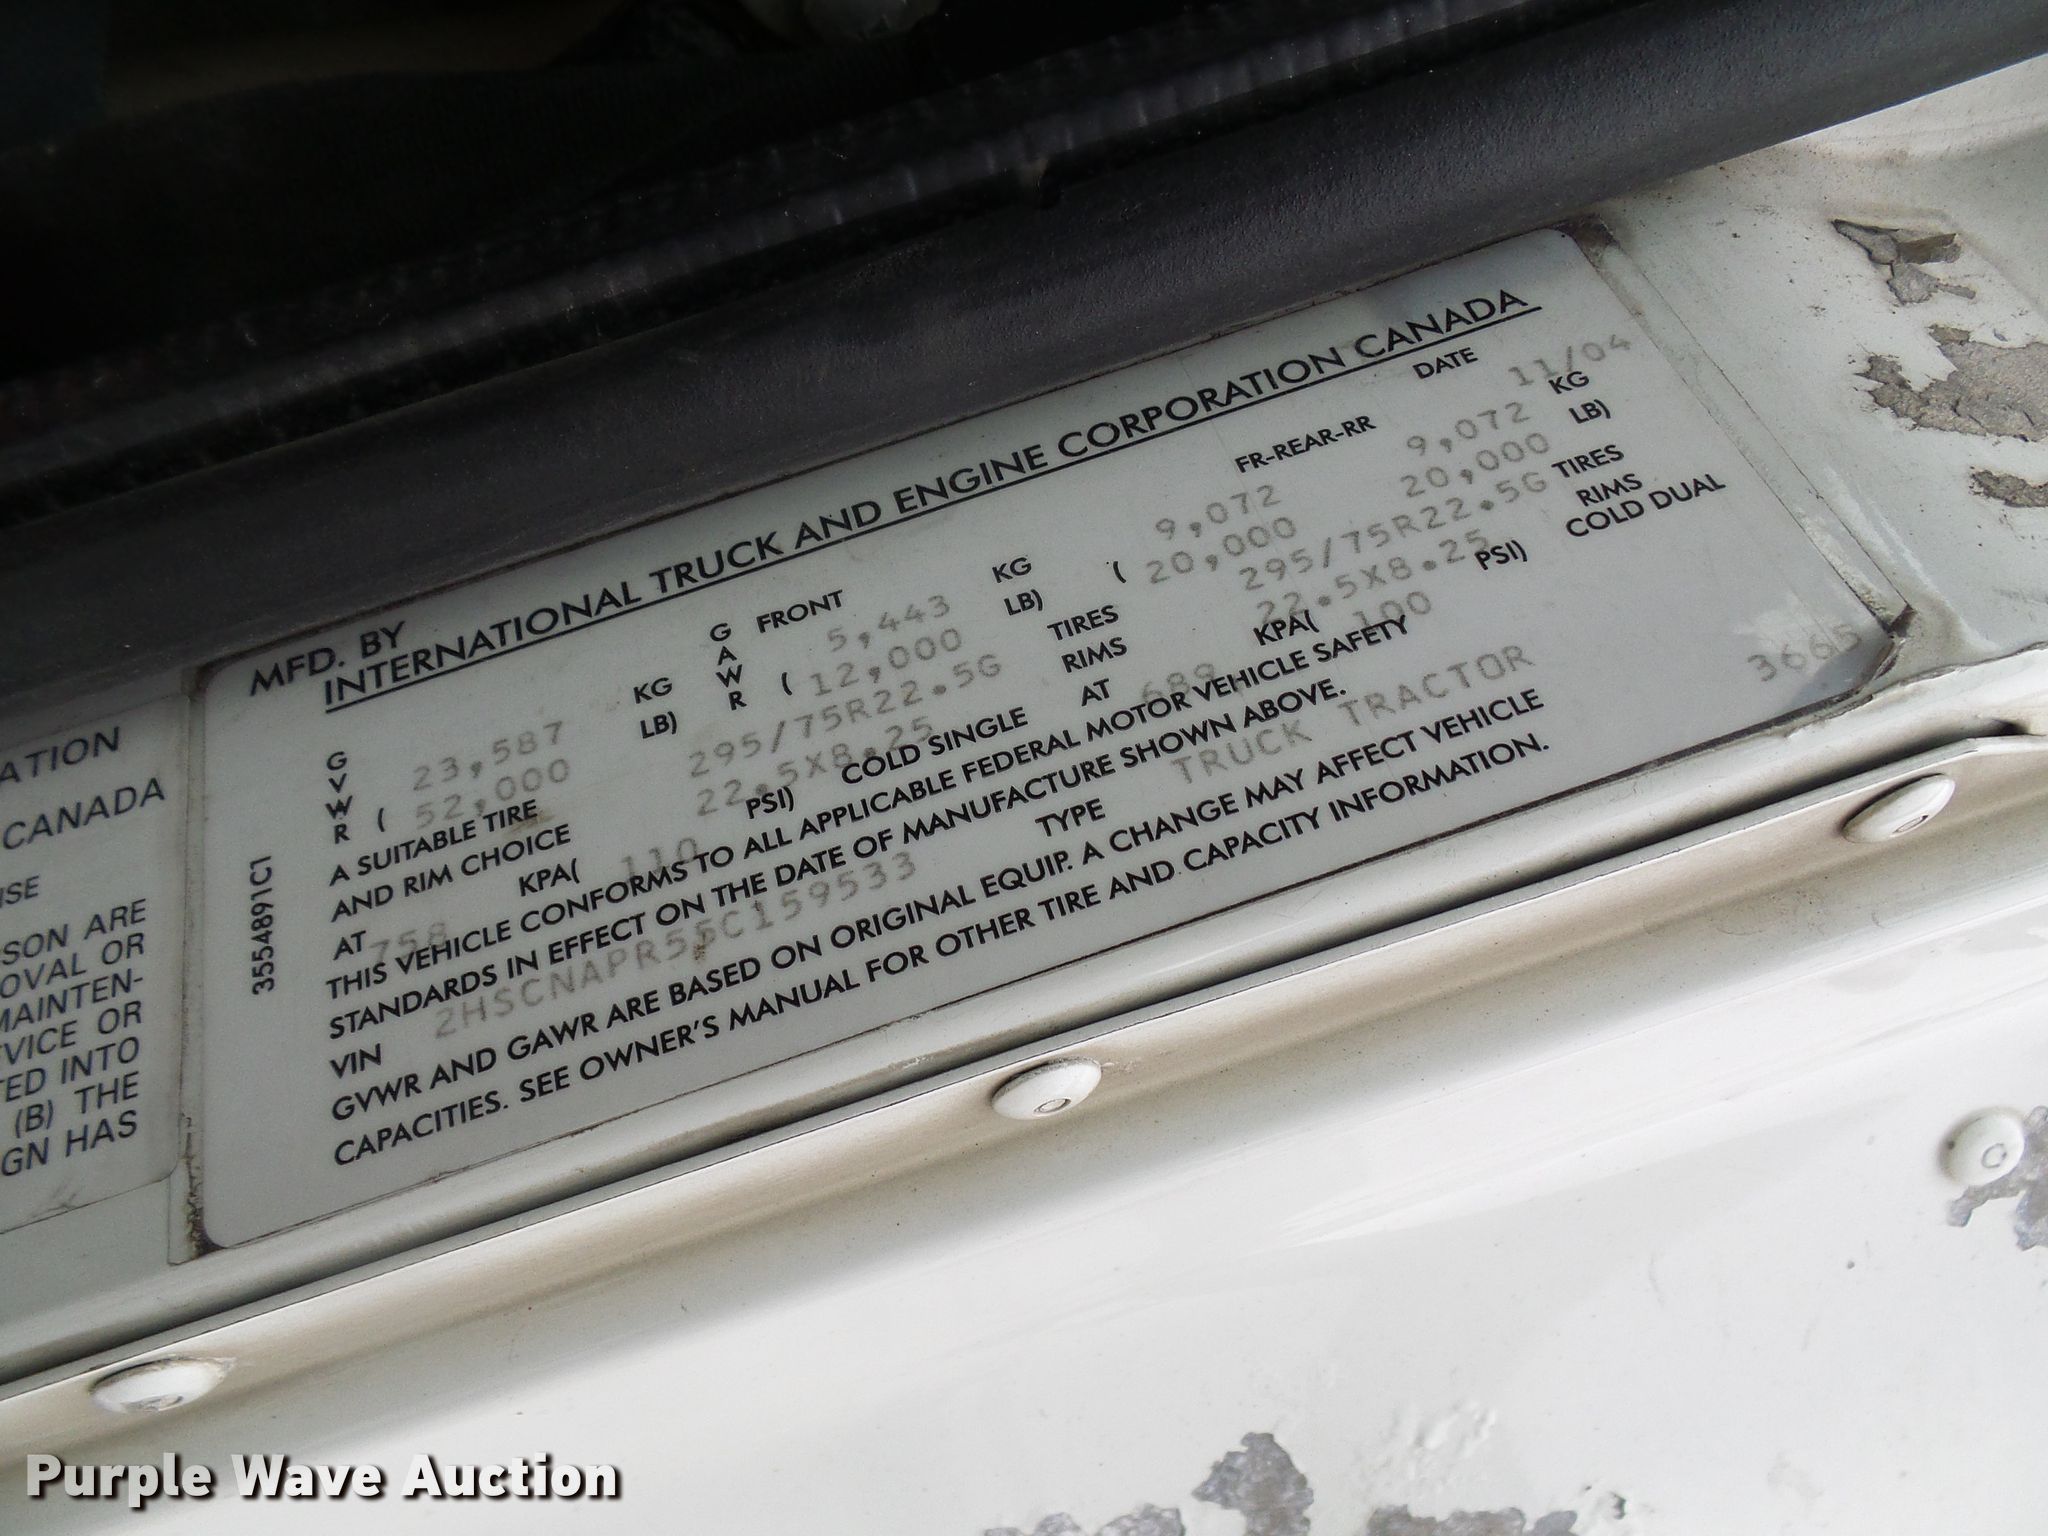 MFD. BY
INTERNATIONAL TRUCK AND ENGINE CORPORATION CANADA
DATE 11/04
G V W R ( 23,587 KG
52,000 LB)
G A W R FRONT ( 5,443 KG
12,000 LB)
FR-REAR-RR ( 9,072 9,072 KG
20,000 20,000 LB)
A SUITABLE TIRE 295/75R22.5G TIRES 295/75R22.5G TIRES
AND RIM CHOICE 22.5X8.25 RIMS 22.5X8.25 RIMS
AT 758 KPA( 110 PSI) COLD SINGLE AT 689 KPA( 100 PSI) COLD DUAL
THIS VEHICLE CONFORMS TO ALL APPLICABLE FEDERAL MOTOR VEHICLE SAFETY
STANDARDS IN EFFECT ON THE DATE OF MANUFACTURE SHOWN ABOVE.
VIN 2HSCNAPR55C159533 TYPE TRUCK TRACTOR 3665
GVWR AND GAWR ARE BASED ON ORIGINAL EQUIP. A CHANGE MAY AFFECT VEHICLE
CAPACITIES. SEE OWNER'S MANUAL FOR OTHER TIRE AND CAPACITY INFORMATION.
3554891C1
ATION
CANADA
ISE
SON ARE
OVAL OR
MAINTEN-
VICE OR
TED INTO
(B) THE
GN HAS
Purple Wave Auction